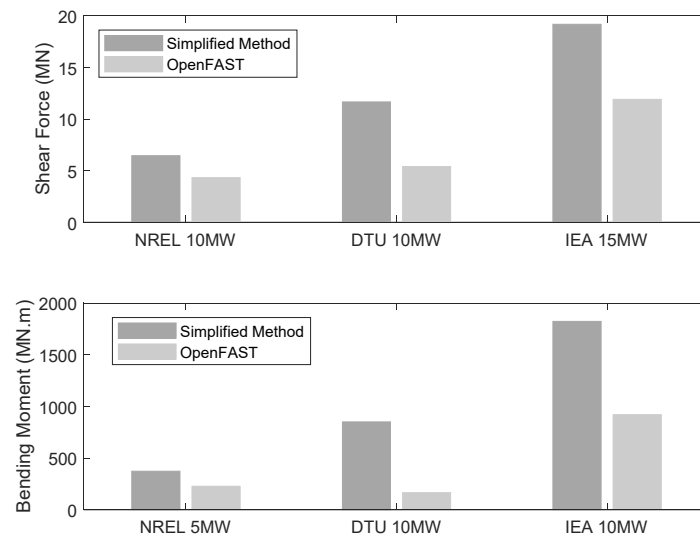 20
15
10
5
0
Shear Force (MN)
Simplified Method
OpenFAST
NREL 10MW
DTU 10MW
IEA 15MW
2000
1500
1000
500
0
Bending Moment (MN.m)
Simplified Method
OpenFAST
NREL 5MW
DTU 10MW
IEA 10MW